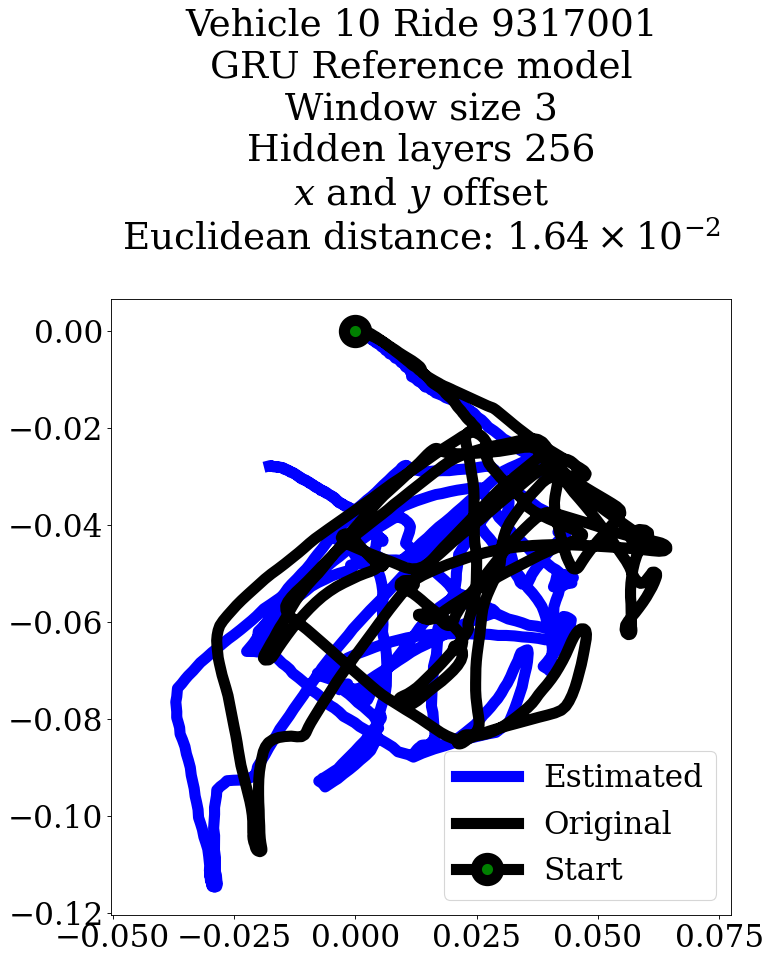 Vehicle 10 Ride 9317001
GRU Reference model
Window size 3
Hidden layers 256
x and y offset
Euclidean distance: 1.64 × 10⁻²
0.00
−0.02
−0.04
−0.06
−0.08
−0.10
−0.12
Estimated
Original
Start
−0.050 −0.025 0.000 0.025 0.050 0.075